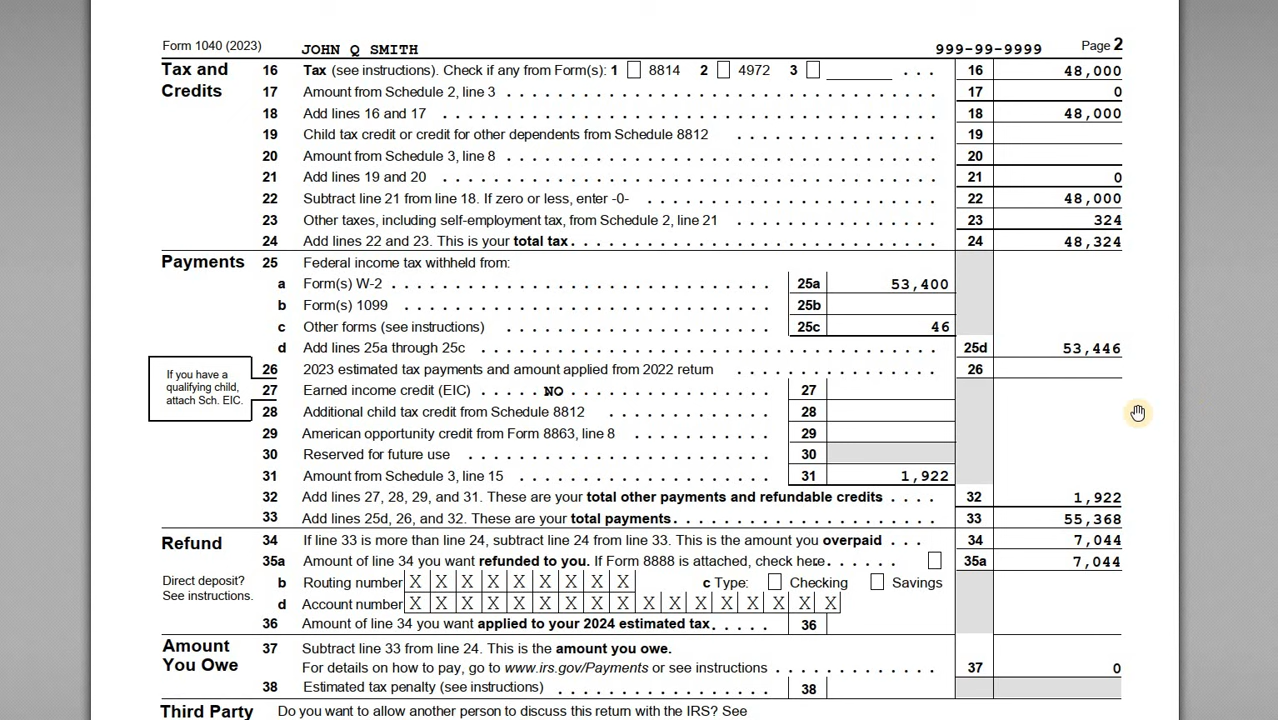 Form 1040 (2023) JOHN Q SMITH 999-99-9999 Page 2
Tax and 16 Tax (see instructions). Check if any from Form(s): 1 8814 2 4972 3 . . . 16 48,000
Credits 17 Amount from Schedule 2, line 3 17 0
18 Add lines 16 and 17 18 48,000
19 Child tax credit or credit for other dependents from Schedule 8812 19
20 Amount from Schedule 3, line 8 20
21 Add lines 19 and 20 21 0
22 Subtract line 21 from line 18. If zero or less, enter -0- 22 48,000
23 Other taxes, including self-employment tax, from Schedule 2, line 21 23 324
24 Add lines 22 and 23. This is your total tax 24 48,324
Payments 25 Federal income tax withheld from:
a Form(s) W-2 25a 53,400
b Form(s) 1099 25b
c Other forms (see instructions) 25c 46
d Add lines 25a through 25c 25d 53,446
If you have a qualifying child, attach Sch. EIC.
26 2023 estimated tax payments and amount applied from 2022 return 26
27 Earned income credit (EIC) NO 27
28 Additional child tax credit from Schedule 8812 28
29 American opportunity credit from Form 8863, line 8 29
30 Reserved for future use 30
31 Amount from Schedule 3, line 15 31 1,922
32 Add lines 27, 28, 29, and 31. These are your total other payments and refundable credits 32 1,922
33 Add lines 25d, 26, and 32. These are your total payments 33 55,368
Refund 34 If line 33 is more than line 24, subtract line 24 from line 33. This is the amount you overpaid 34 7,044
35a Amount of line 34 you want refunded to you. If Form 8888 is attached, check here 35a 7,044
Direct deposit? See instructions.
b Routing number X X X X X X X X X c Type: Checking Savings
d Account number X X X X X X X X X X X X X X X X X
36 Amount of line 34 you want applied to your 2024 estimated tax 36
Amount You Owe 37 Subtract line 33 from line 24. This is the amount you owe.
For details on how to pay, go to www.irs.gov/Payments or see instructions 37 0
38 Estimated tax penalty (see instructions) 38
Third Party Do you want to allow another person to discuss this return with the IRS? See